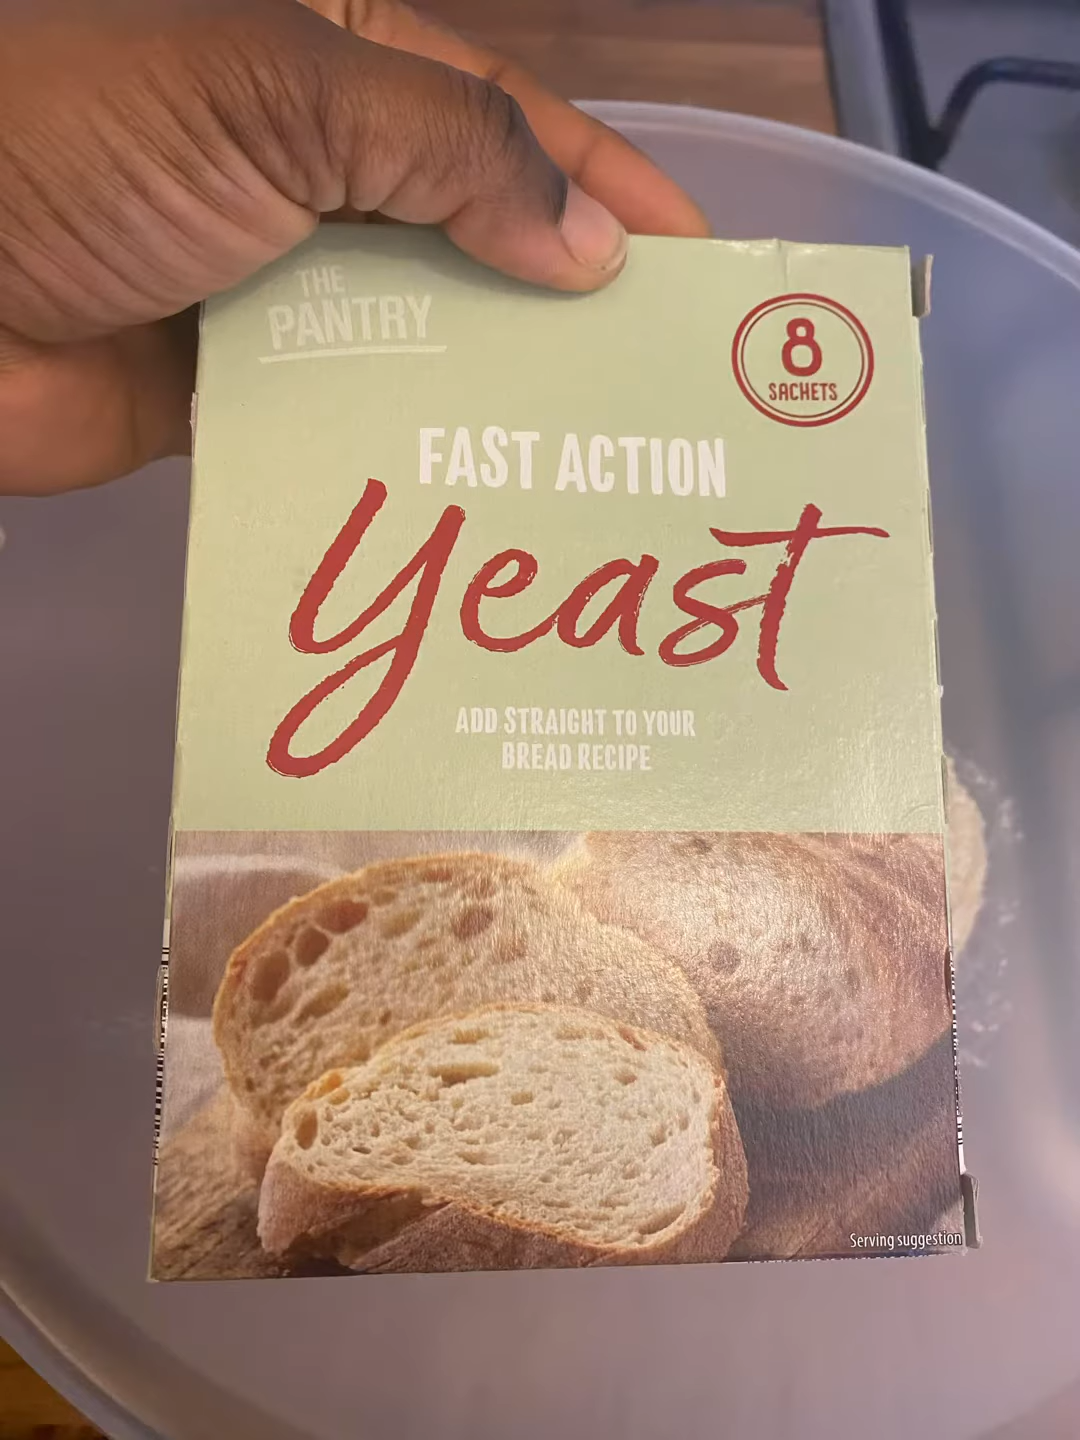 THE
PANTRY
8
SACHETS
FAST ACTION
yeast
ADD STRAIGHT TO YOUR
BREAD RECIPE
Serving suggestion